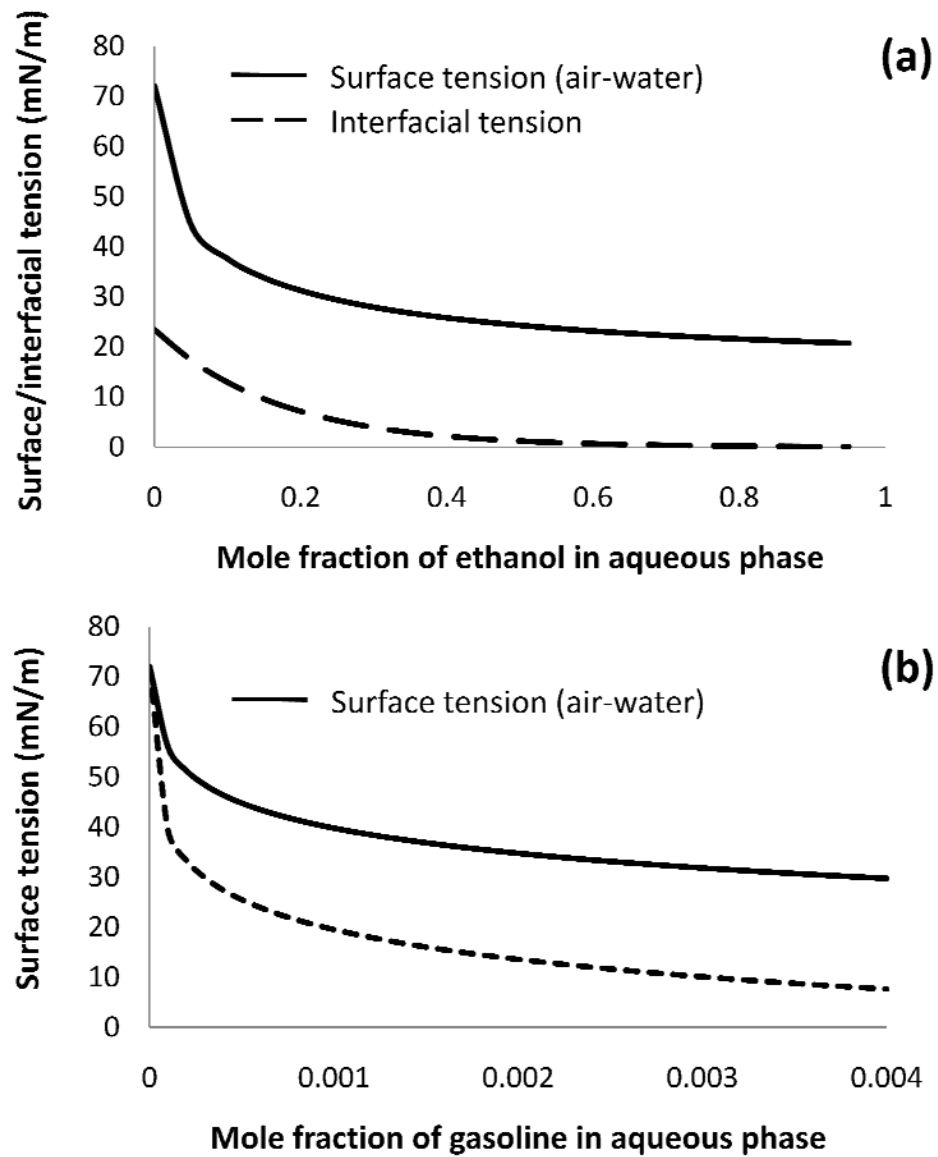 (a)
Surface/interfacial tension (mN/m)
80
70
60
50
40
30
20
10
0
Surface tension (air-water)
Interfacial tension
0 0.2 0.4 0.6 0.8 1
Mole fraction of ethanol in aqueous phase
(b)
Surface tension (mN/m)
80
70
60
50
40
30
20
10
0
Surface tension (air-water)
0 0.001 0.002 0.003 0.004
Mole fraction of gasoline in aqueous phase